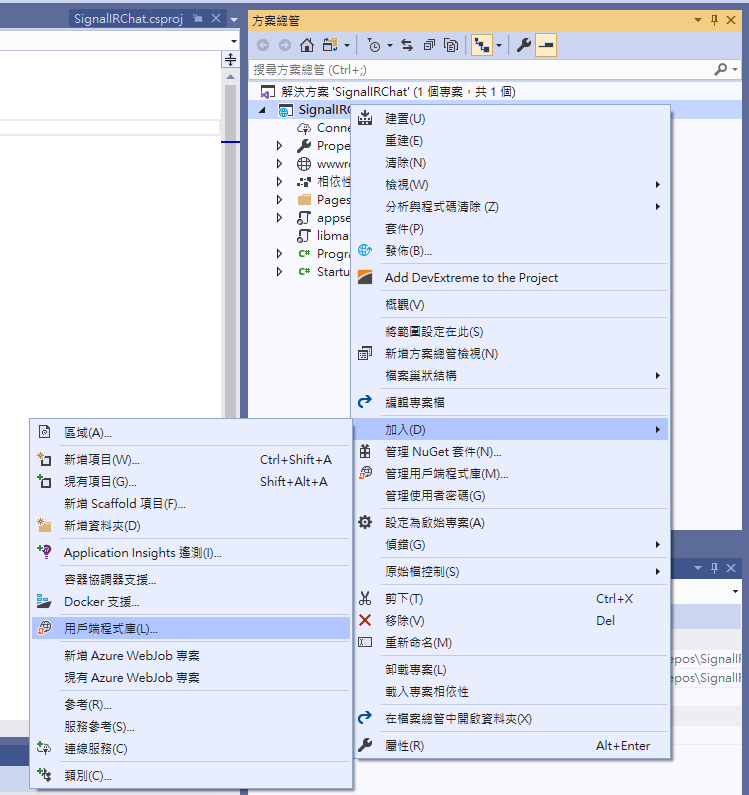 SignalIRChat.csproj
方案總管
搜尋方案總管 (Ctrl+;)
解決方案 'SignalIRChat' (1 個專案，共 1 個)
SignalIRC
Conne
Prope
wwwro
相依性
Pages
appse
libma
Progra
Startu
建置(U)
重建(E)
清除(N)
檢視(W)
分析與程式碼清除 (Z)
套件(P)
發佈(B)...
Add DevExtreme to the Project
概觀(V)
將範圍設定在此(S)
新增方案總管檢視(N)
檔案巢狀結構
編輯專案檔
加入(D)
管理 NuGet 套件(N)...
管理用戶端程式庫(M)...
管理使用者密碼(G)
設定為啟始專案(A)
偵錯(G)
原始檔控制(S)
剪下(T) Ctrl+X
移除(V) Del
重新命名(M)
卸載專案(L)
載入專案相依性
在檔案總管中開啟資料夾(X)
屬性(R) Alt+Enter
區域(A)...
新增項目(W)... Ctrl+Shift+A
現有項目(G)... Shift+Alt+A
新增 Scaffold 項目(F)...
新增資料夾(D)
Application Insights 遙測(I)...
容器協調器支援...
Docker 支援...
用戶端程式庫(L)...
新增 Azure WebJob 專案
現有 Azure WebJob 專案
參考(R)...
服務參考(S)...
連線服務(C)
類別(C)...
epos\SignalIR
epos\SignalIR